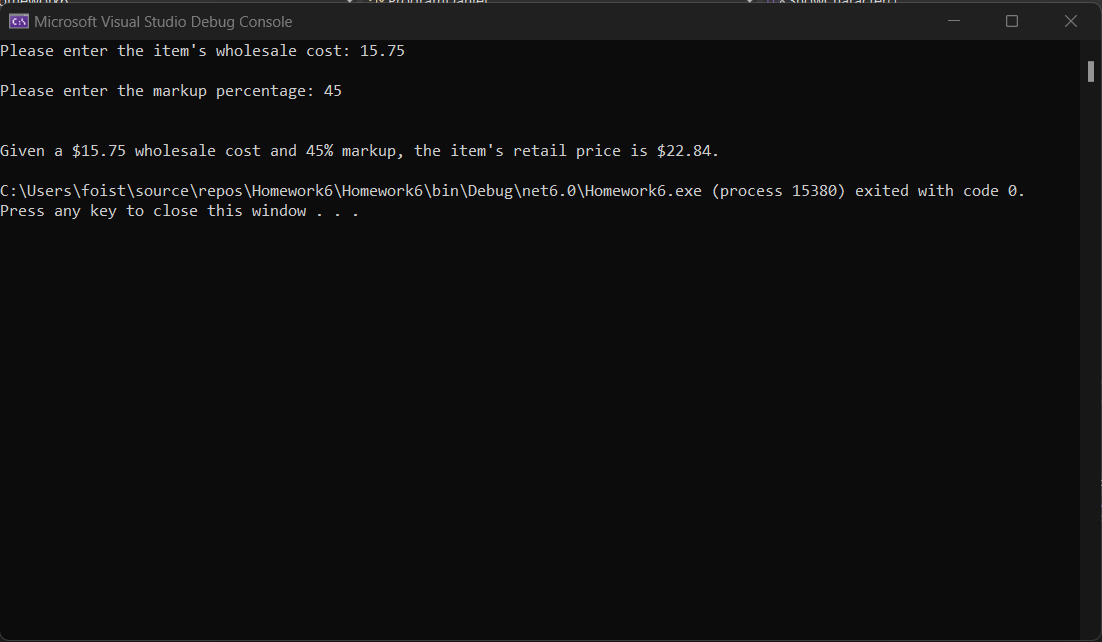 Microsoft Visual Studio Debug Console
Please enter the item's wholesale cost: 15.75
Please enter the markup percentage: 45
Given a $15.75 wholesale cost and 45% markup, the item's retail price is $22.84.
C:\Users\foist\source\repos\Homework6\Homework6\bin\Debug\net6.0\Homework6.exe (process 15380) exited with code 0.
Press any key to close this window . . .